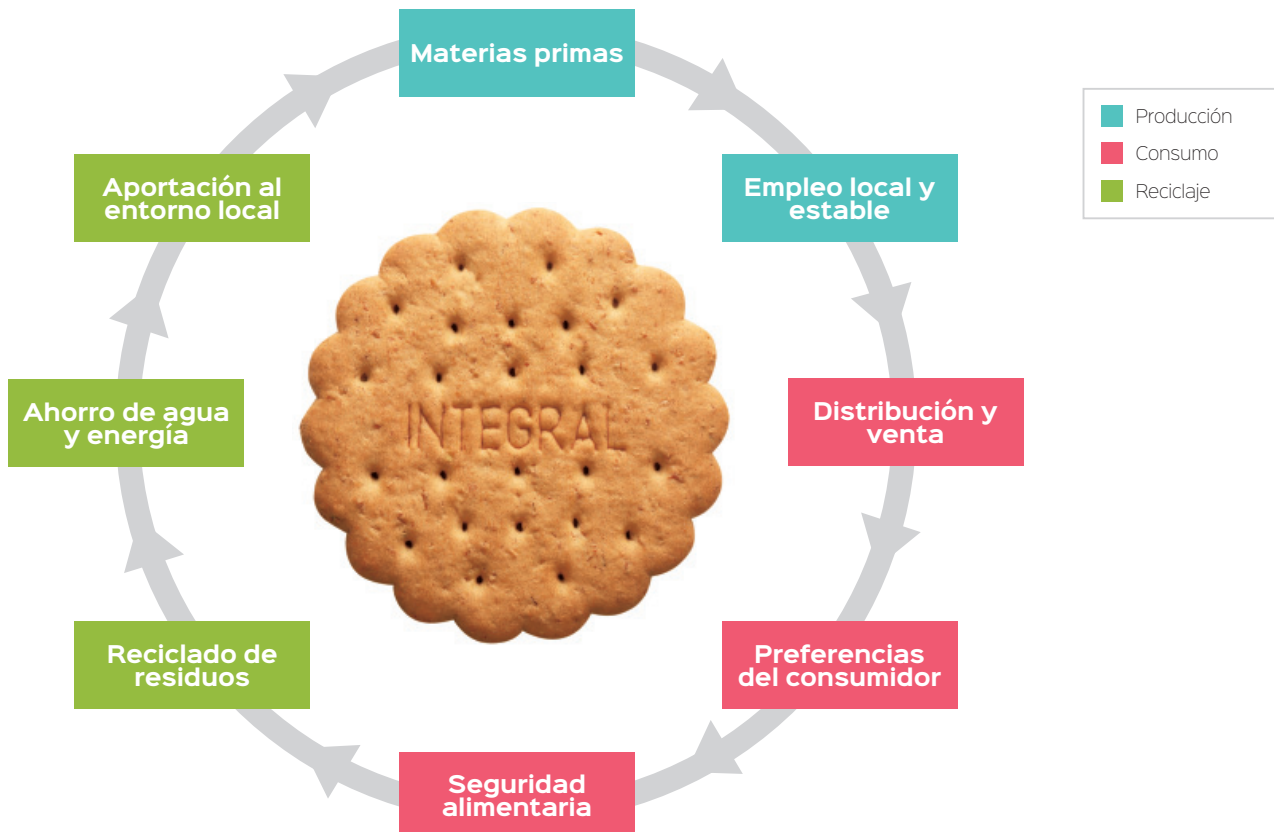 Materias primas
Producción
Consumo
Reciclaje
Empleo local y
estable
Distribución y
venta
Preferencias
del consumidor
Seguridad
alimentaria
Reciclado de
residuos
Ahorro de agua
y energía
Aportación al
entorno local
INTEGRAL